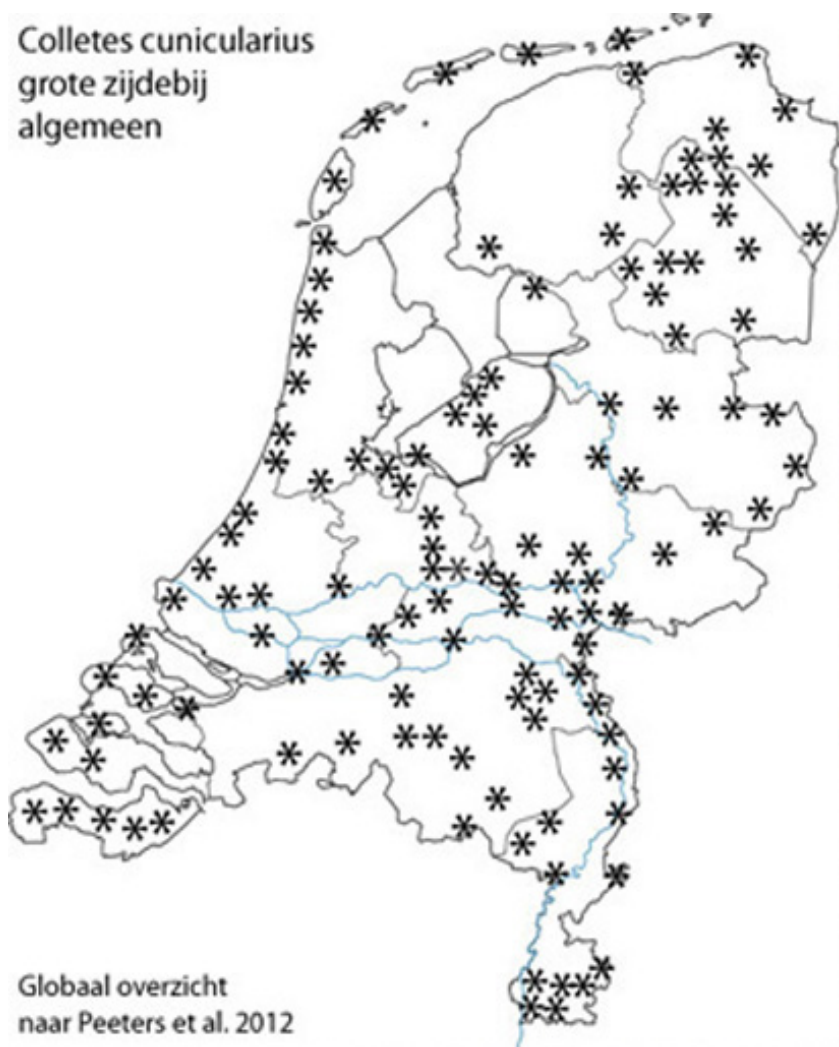 Colletes cunicularius
grote zijdebij
algemeen
Globaal overzicht
naar Peeters et al. 2012